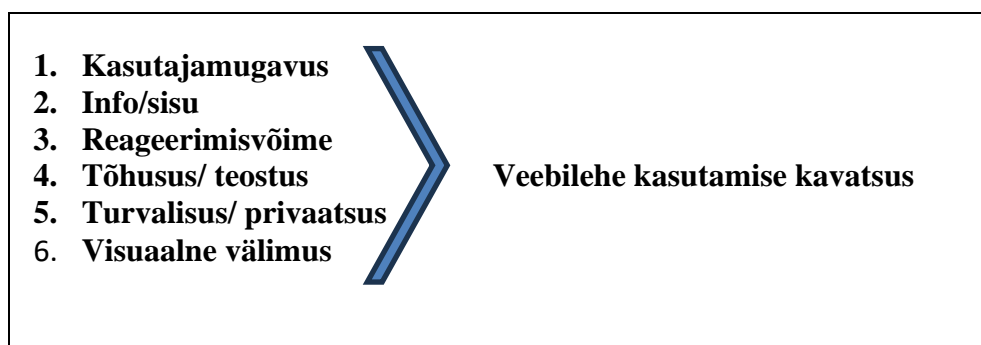 1. Kasutajamugavus
2. Info/sisu
3. Reageerimisvõime
4. Tõhusus/ teostus
5. Turvalisus/ privaatsus
6. Visuaalne välimus
Veebilehe kasutamise kavatsus